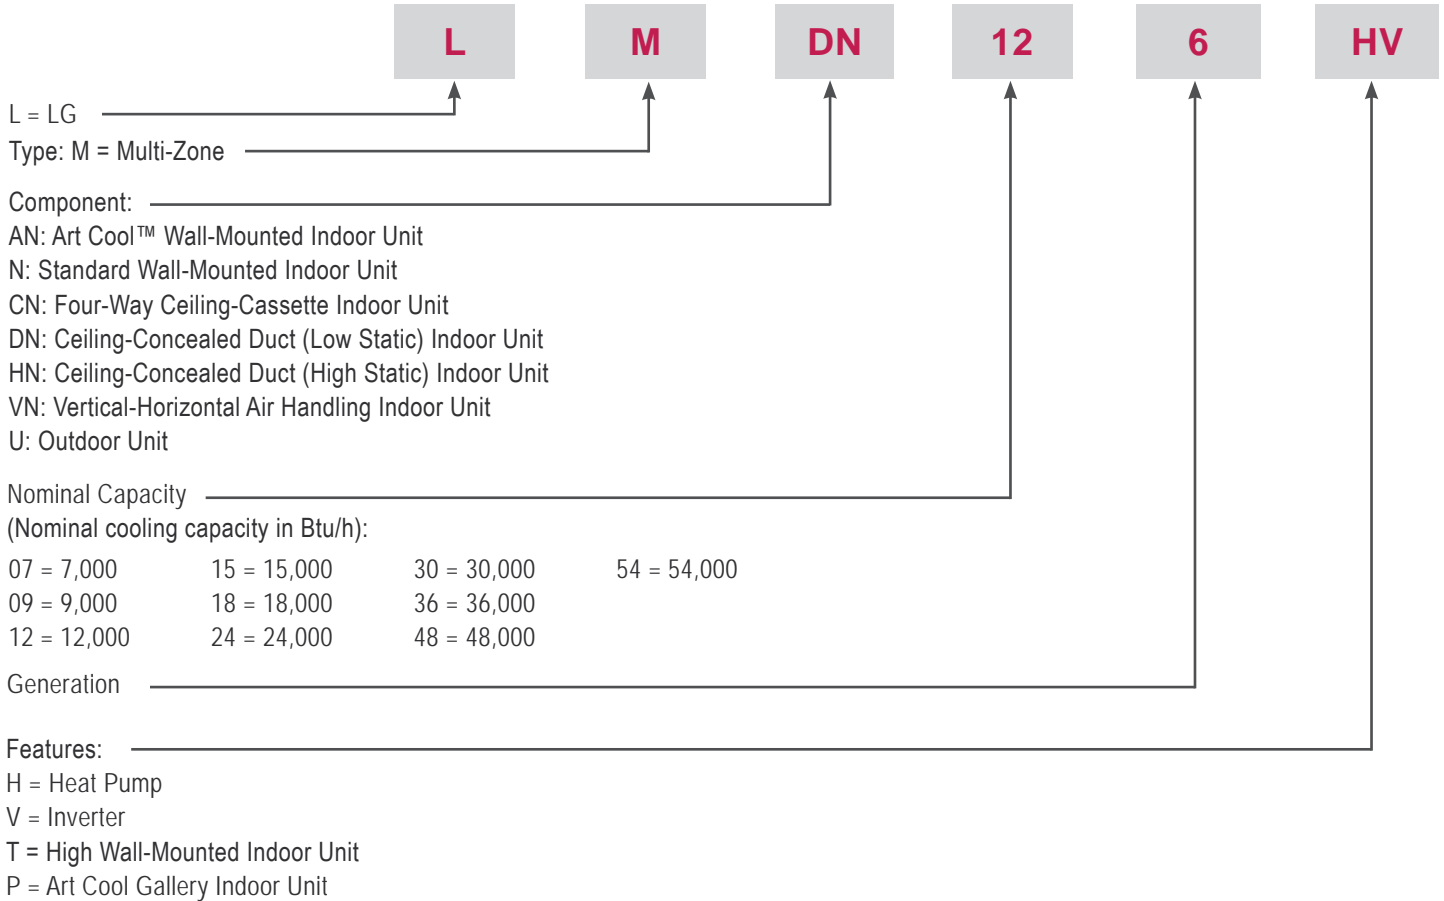 L M DN 12 6 HV
L = LG
Type: M = Multi-Zone
Component:
AN: Art Cool™ Wall-Mounted Indoor Unit
N: Standard Wall-Mounted Indoor Unit
CN: Four-Way Ceiling-Cassette Indoor Unit
DN: Ceiling-Concealed Duct (Low Static) Indoor Unit
HN: Ceiling-Concealed Duct (High Static) Indoor Unit
VN: Vertical-Horizontal Air Handling Indoor Unit
U: Outdoor Unit
Nominal Capacity
(Nominal cooling capacity in Btu/h):
07 = 7,000 15 = 15,000 30 = 30,000 54 = 54,000
09 = 9,000 18 = 18,000 36 = 36,000
12 = 12,000 24 = 24,000 48 = 48,000
Generation
Features:
H = Heat Pump
V = Inverter
T = High Wall-Mounted Indoor Unit
P = Art Cool Gallery Indoor Unit